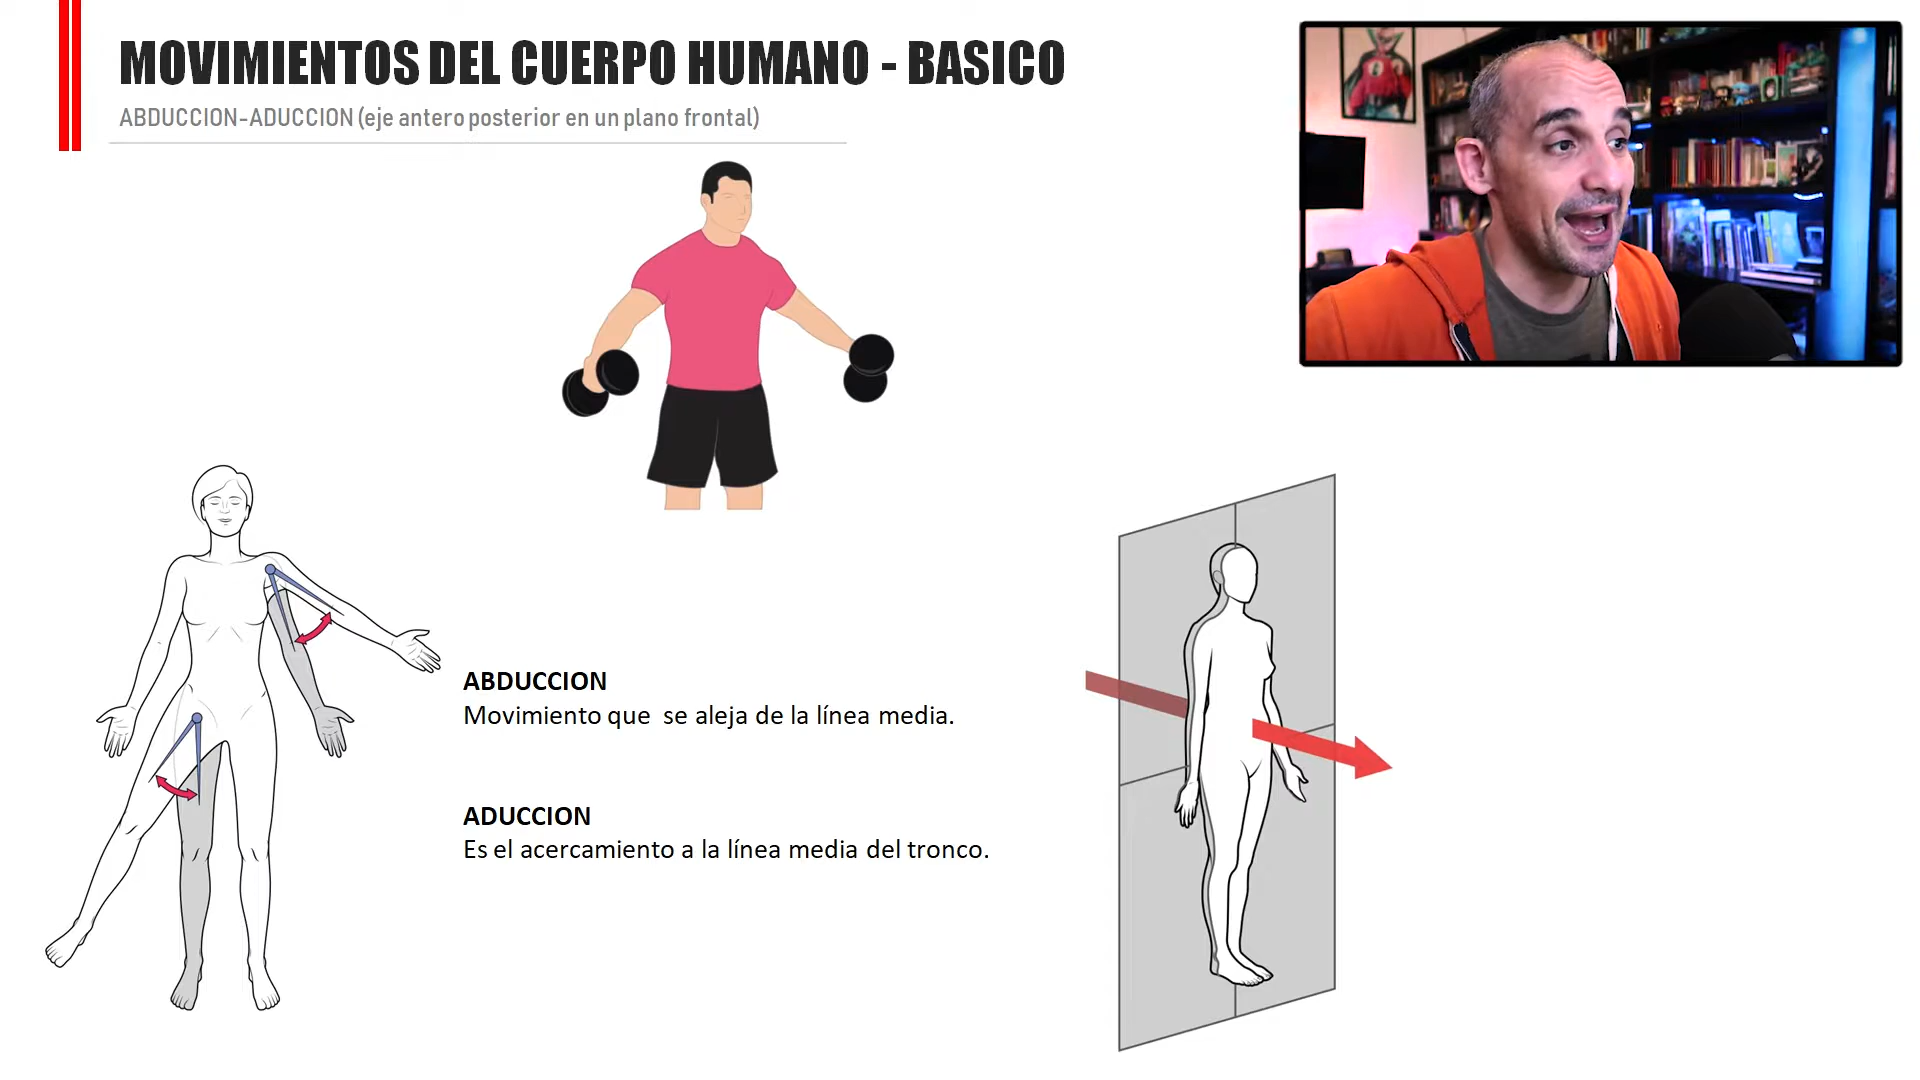 MOVIMIENTOS DEL CUERPO HUMANO - BASICO
ABDUCCION-ADUCCION (eje antero posterior en un plano frontal)
ABDUCCION
Movimiento que se aleja de la línea media.
ADUCCION
Es el acercamiento a la línea media del tronco.